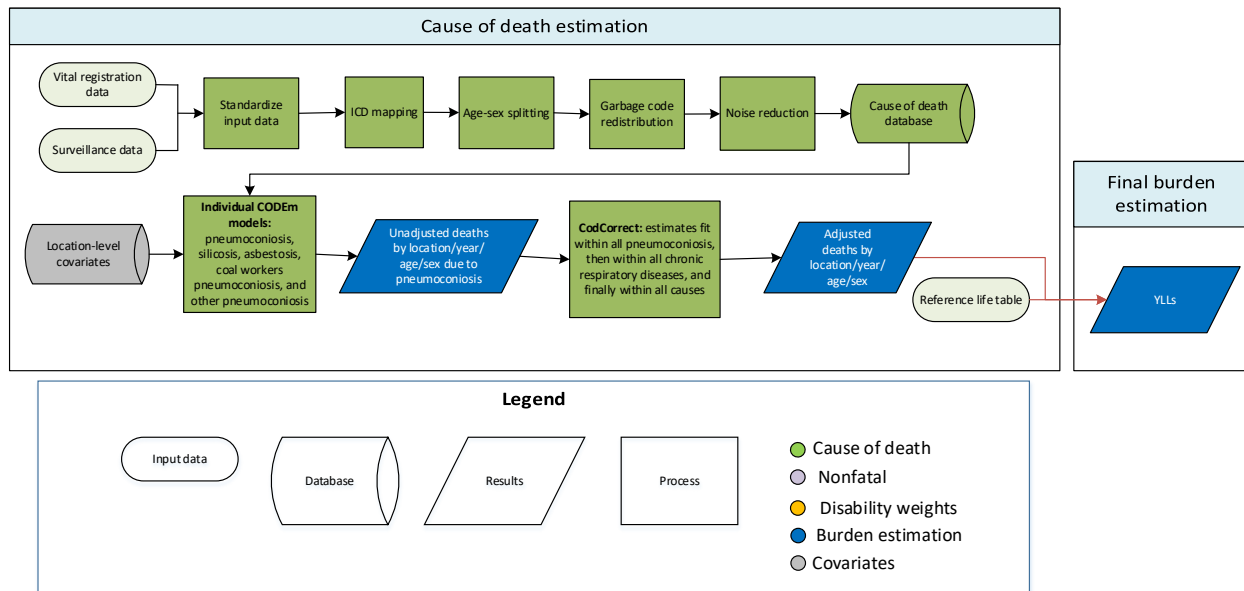 Cause of death estimation
Vital registration
data
Surveillance data
Standardize
input data
ICD mapping
Age-sex splitting
Garbage code
redistribution
Noise reduction
Cause of death
database
Location-level
covariates
Individual CODEm
models:
pneumoconiosis,
silicosis, asbestosis,
coal workers
pneumoconiosis, and
other pneumoconiosis
Unadjusted deaths
by location/year/
age/sex due to
pneumoconiosis
CodCorrect: estimates fit
within all pneumoconiosis,
then within all chronic
respiratory diseases, and
finally within all causes
Adjusted
deaths by
location/year/
age/sex
Reference life table
Final burden
estimation
YLLs
Legend
Input data
Database
Results
Process
Cause of death
Nonfatal
Disability weights
Burden estimation
Covariates